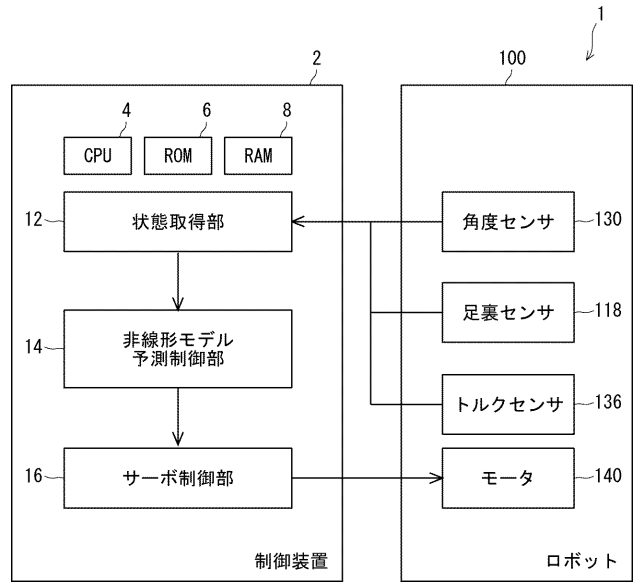 1
2
100
4
6
8
CPU
ROM
RAM
12
状態取得部
角度センサ
130
足裏センサ
118
14
非線形モデル
予測制御部
トルクセンサ
136
16
サーボ制御部
モータ
140
制御装置
ロボット